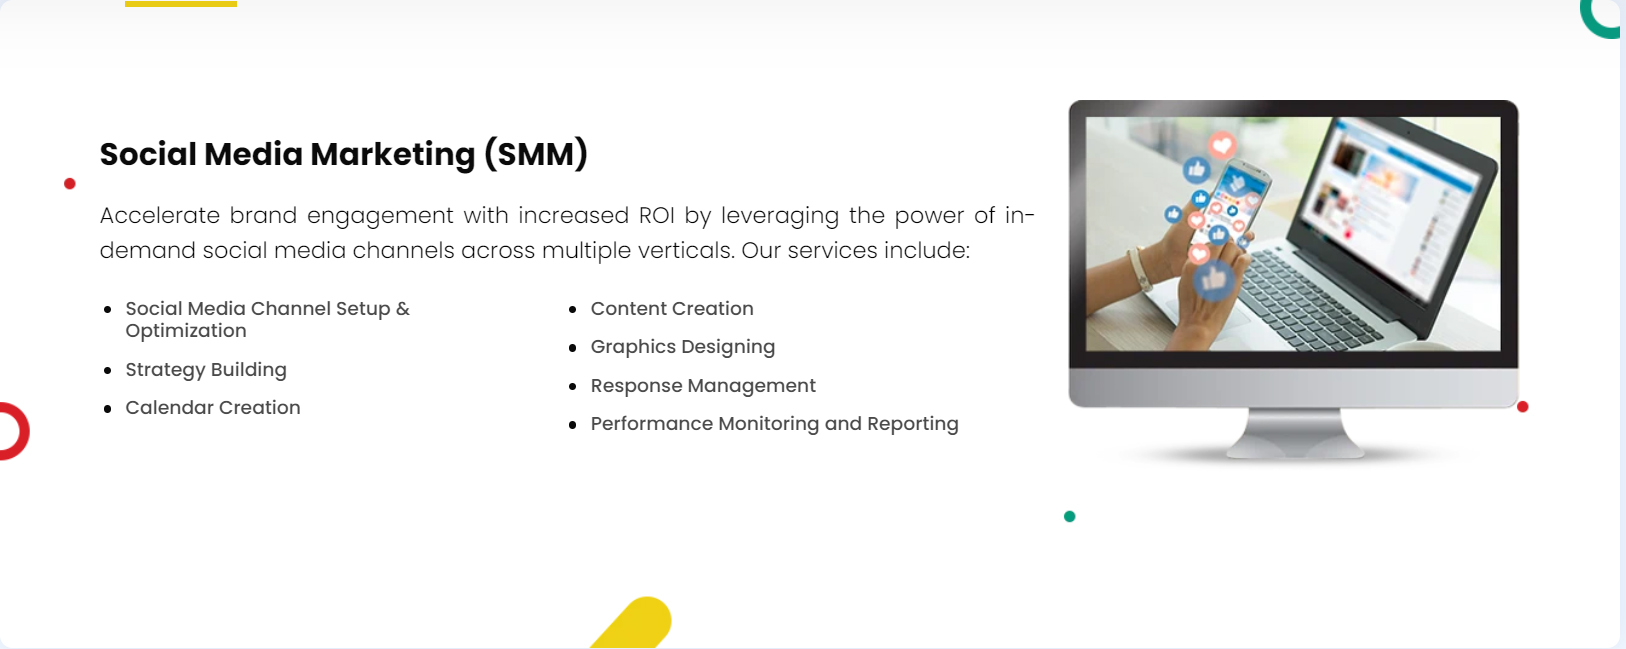 Social Media Marketing (SMM)
Accelerate brand engagement with increased ROI by leveraging the power of in-
demand social media channels across multiple verticals. Our services include:
Social Media Channel Setup &
Optimization
Strategy Building
Calendar Creation
Content Creation
Graphics Designing
Response Management
Performance Monitoring and Reporting